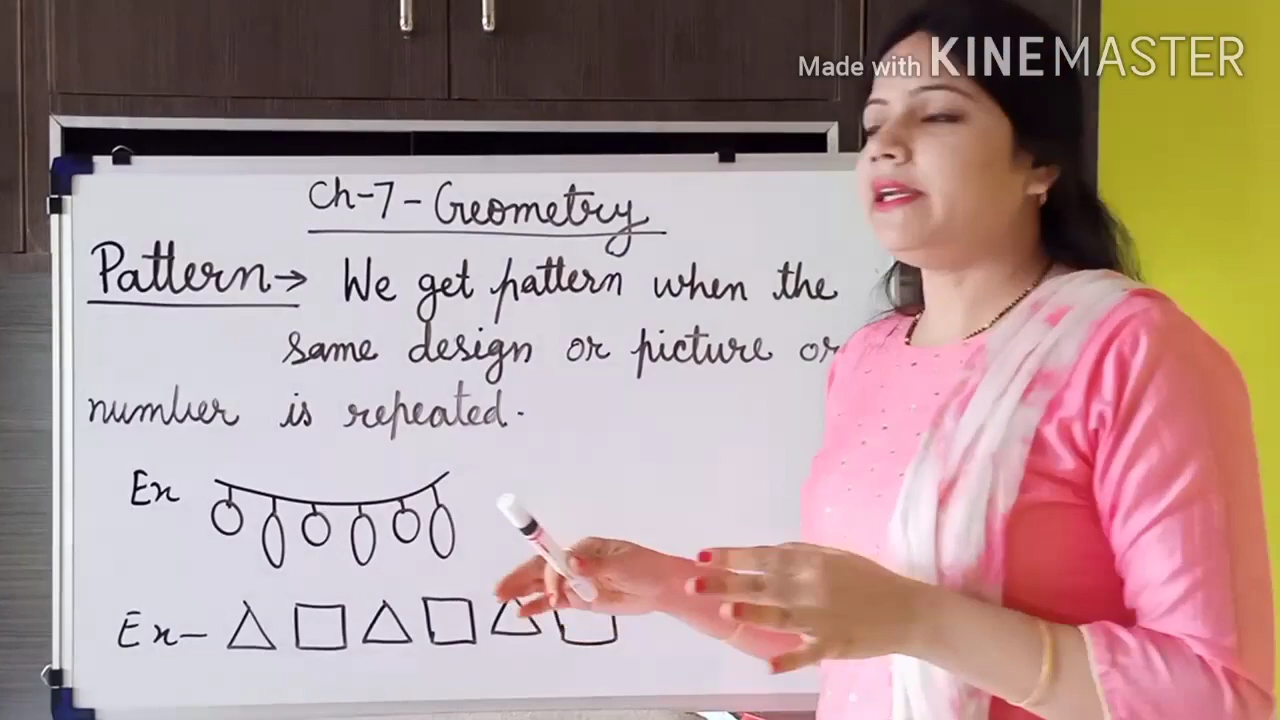 Made with KINEMASTER
Ch-7-Geometry
Pattern→ We get pattern when the
same design or picture or
number is repeated.
Ex
Ex-